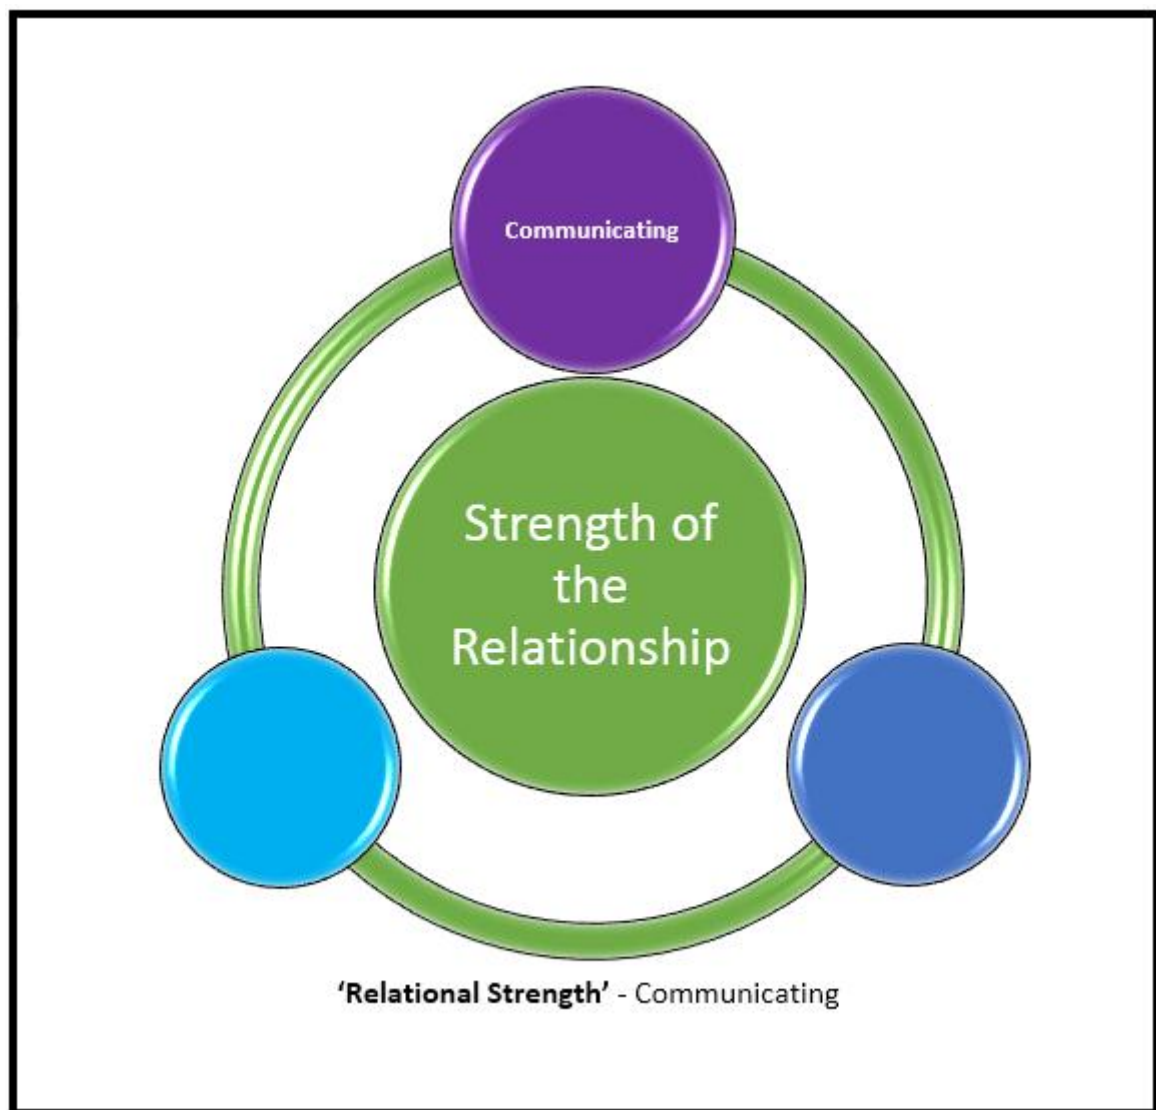 Communicating
Strength of
the
Relationship
‘Relational Strength’ - Communicating